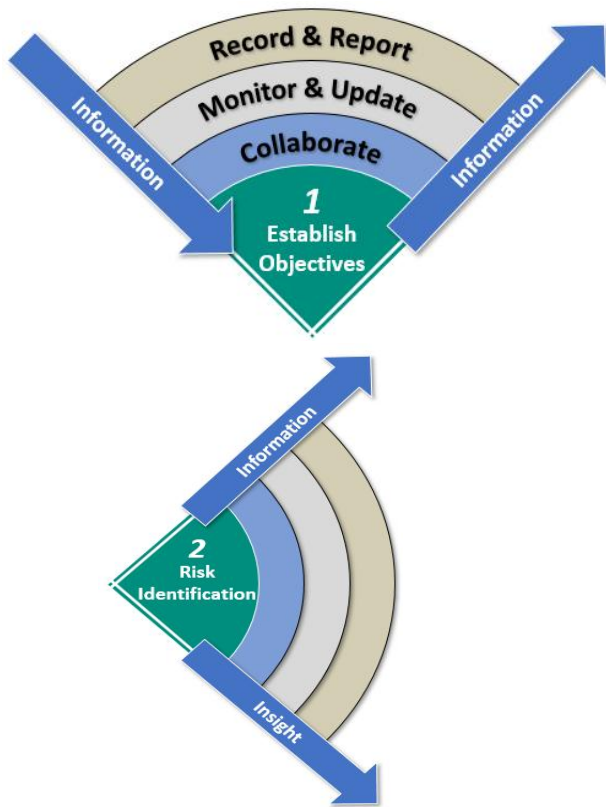 Record & Report
Monitor & Update
Collaborate
Information
Information
1
Establish
Objectives
Information
2
Risk
Identification
Insight